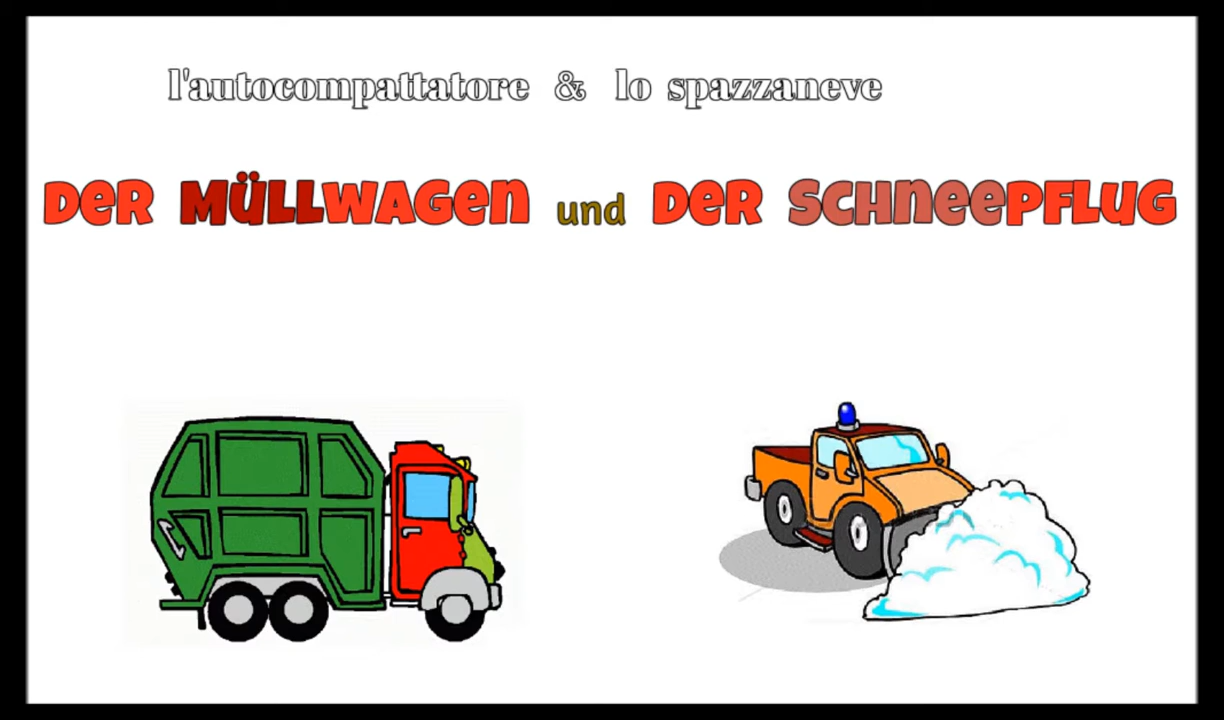 l'autocompattatore & lo spazzaneve
DER MÜLLWAGEN und DER SCHNEEPFLUG